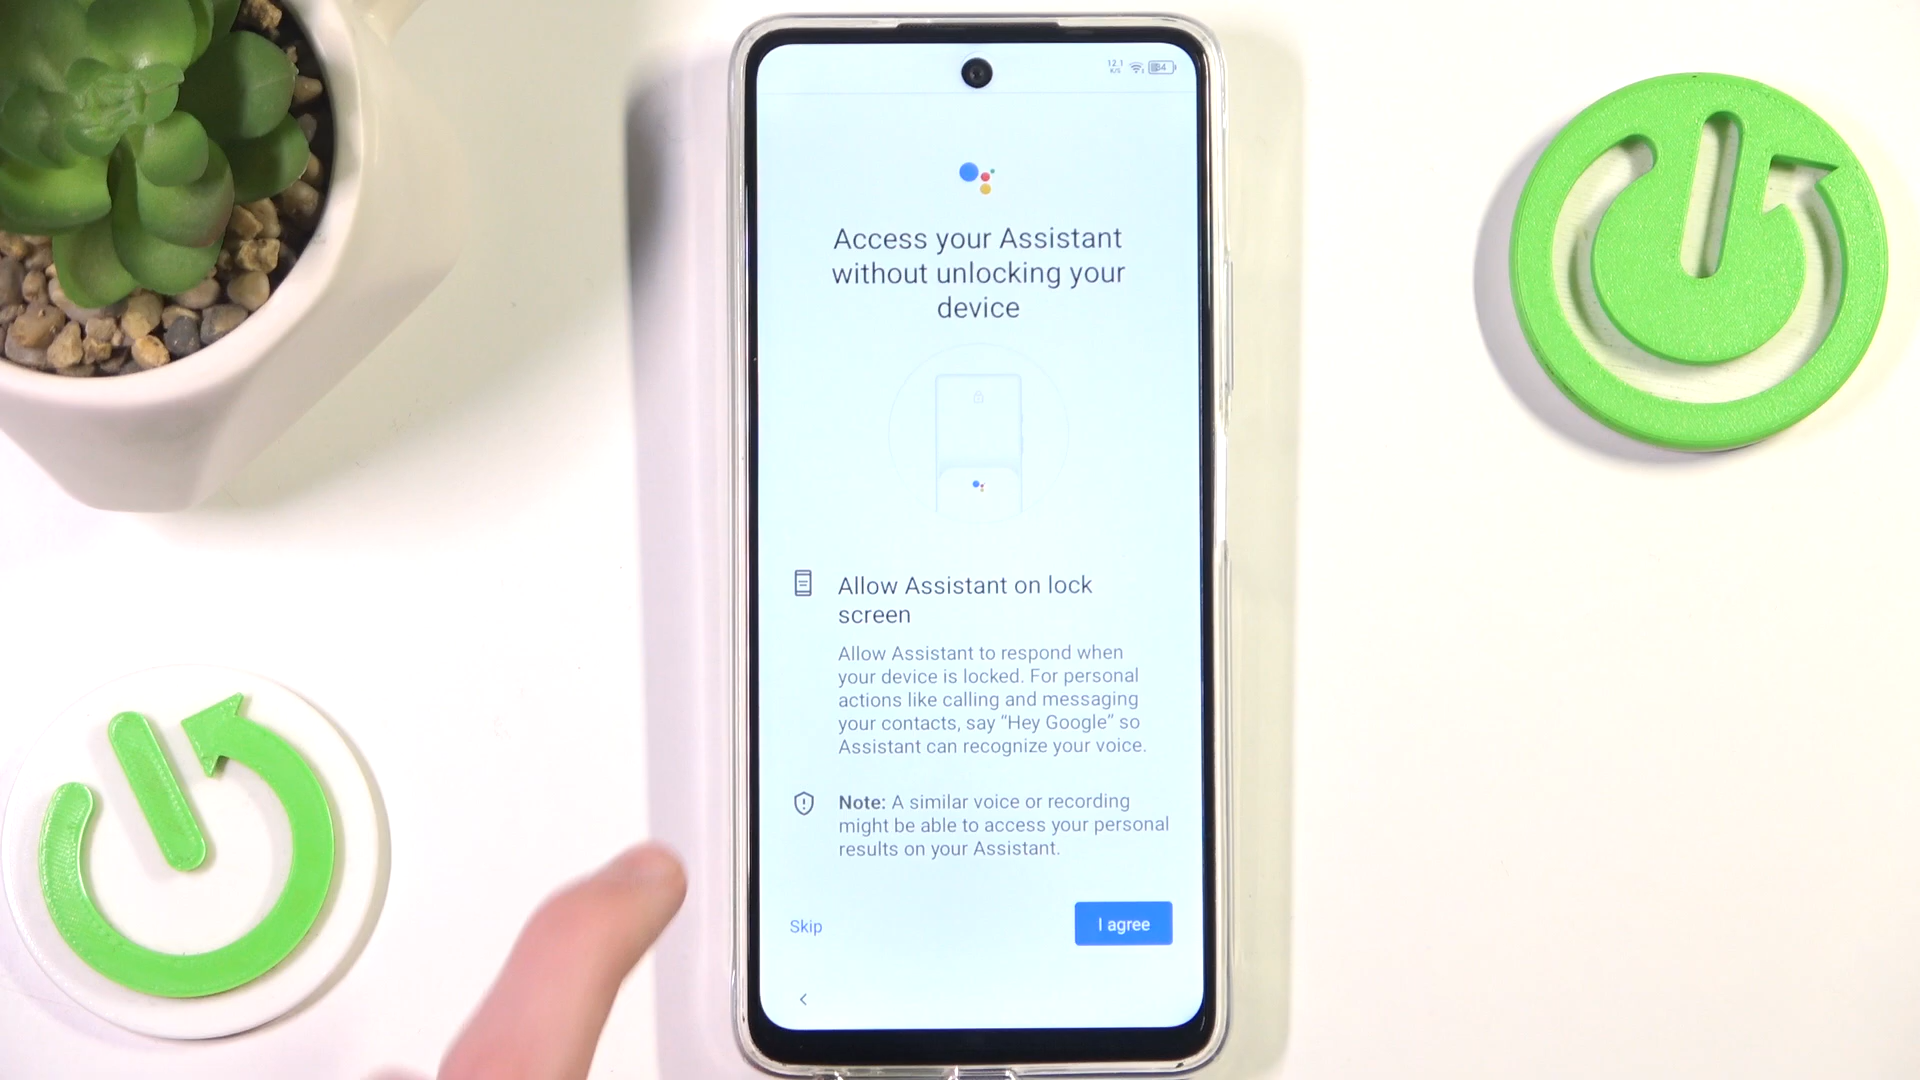 12.1
K/S
Access your Assistant
without unlocking your
device
Allow Assistant on lock
screen
Allow Assistant to respond when
your device is locked. For personal
actions like calling and messaging
your contacts, say “Hey Google” so
Assistant can recognize your voice.
Note: A similar voice or recording
might be able to access your personal
results on your Assistant.
Skip
I agree